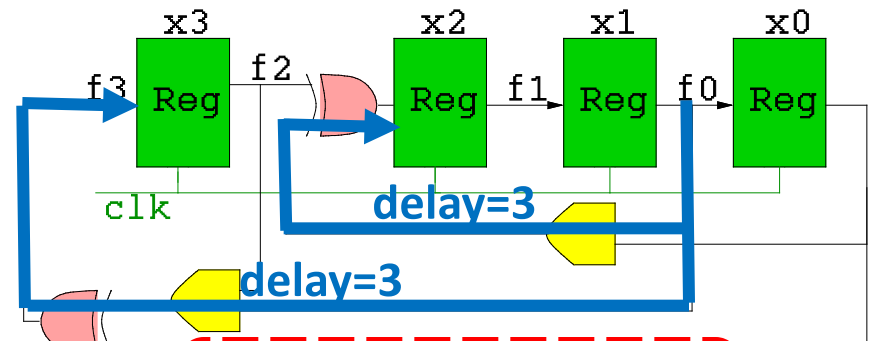 x3 x2 x1 x0
f3 Reg f2 Reg f1 Reg f0 Reg
clk
delay=3
delay=3